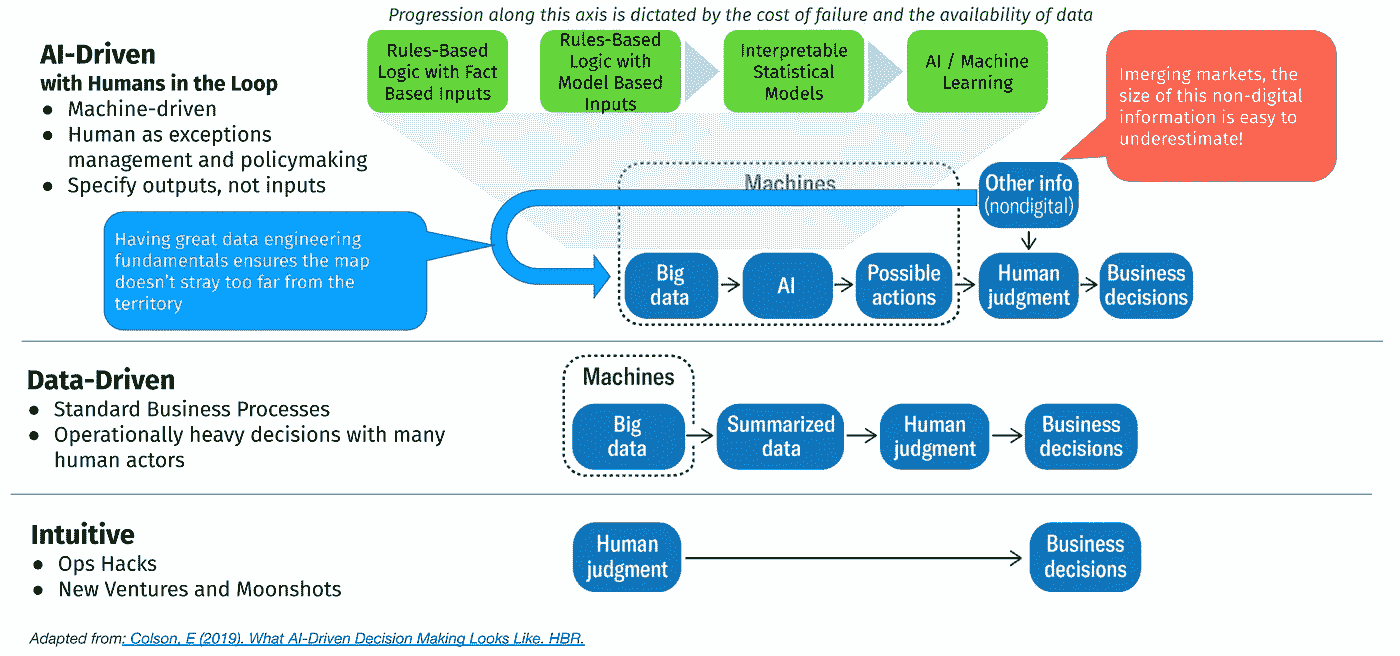 Progression along this axis is dictated by the cost of failure and the availability of data
AI-Driven
with Humans in the Loop
● Machine-driven
● Human as exceptions
management and policymaking
● Specify outputs, not inputs
Rules-Based
Logic with Fact
Based Inputs
Rules-Based
Logic with
Model Based
Inputs
Interpretable
Statistical
Models
AI / Machine
Learning
Imerging markets, the
size of this non-digital
information is easy to
underestimate!
Having great data engineering
fundamentals ensures the map
doesn't stray too far from the
territory
Machines
Other info
(nondigital)
Big
data
AI
Possible
actions
Human
judgment
Business
decisions
Data-Driven
● Standard Business Processes
● Operationally heavy decisions with many
human actors
Machines
Big
data
Summarized
data
Human
judgment
Business
decisions
Intuitive
● Ops Hacks
● New Ventures and Moonshots
Human
judgment
Business
decisions
Adapted from: Colson, E (2019). What AI-Driven Decision Making Looks Like. HBR.